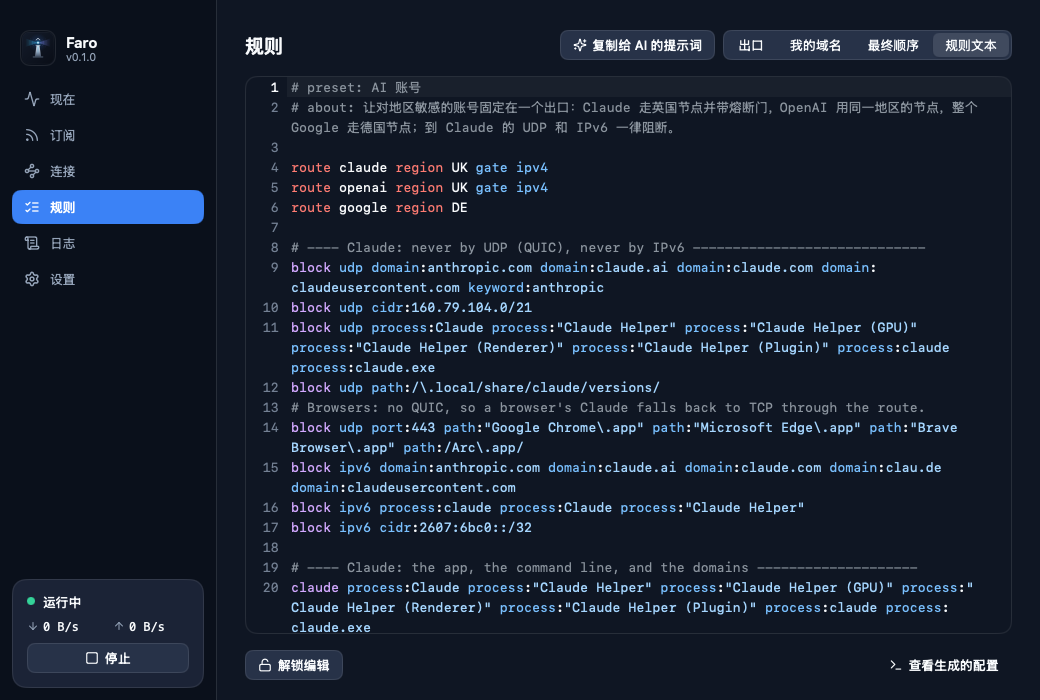 Faro
v0.1.0
现在
订阅
连接
规则
日志
设置
运行中
0 B/s
0 B/s
停止
规则
复制给 AI 的提示词
出口
我的域名
最终顺序
规则文本
1 # preset: AI 账号
2 # about: 让对地区敏感的账号固定在一个出口: Claude 走英国节点并带熔断门, OpenAI 用同一地区的节点, 整个
Google 走德国节点; 到 Claude 的 UDP 和 IPv6 一律阻断。
3
4 route claude region UK gate ipv4
5 route openai region UK gate ipv4
6 route google region DE
7
8 # ---- Claude: never by UDP (QUIC), never by IPv6 -----------------------------
9 block udp domain:anthropic.com domain:claude.ai domain:claude.com domain:
claudeusercontent.com keyword:anthropic
10 block udp cidr:160.79.104.0/21
11 block udp process:Claude process:"Claude Helper" process:"Claude Helper (GPU)"
process:"Claude Helper (Renderer)" process:"Claude Helper (Plugin)" process:claude
process:claude.exe
12 block udp path:/\.local/share/claude/versions/
13 # Browsers: no QUIC, so a browser's Claude falls back to TCP through the route.
14 block udp port:443 path:"Google Chrome\.app" path:"Microsoft Edge\.app" path:"Brave
Browser\.app" path:/Arc\.app/
15 block ipv6 domain:anthropic.com domain:claude.ai domain:claude.com domain:clau.de
domain:claudeusercontent.com
16 block ipv6 process:claude process:Claude process:"Claude Helper"
17 block ipv6 cidr:2607:6bc0::/32
18
19 # ---- Claude: the app, the command line, and the domains --------------------
20 claude process:Claude process:"Claude Helper" process:"Claude Helper (GPU)" process:"
Claude Helper (Renderer)" process:"Claude Helper (Plugin)" process:claude process:
claude.exe
解锁编辑
查看生成的配置